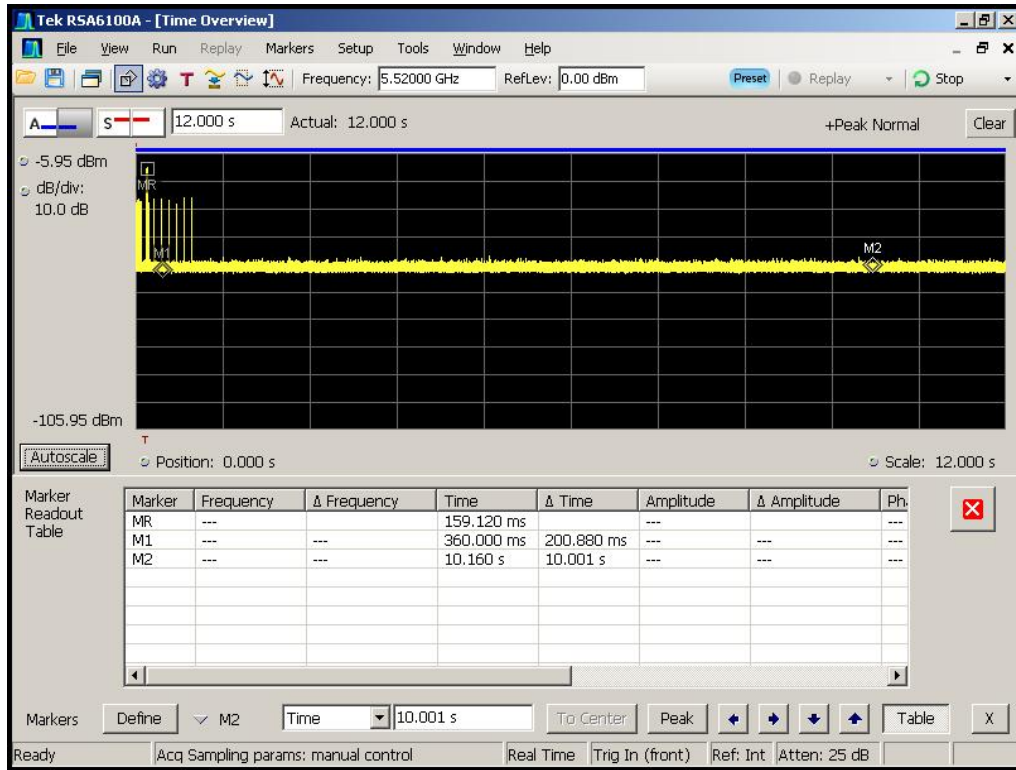 Tek RSA6100A - [Time Overview]
File View Run Replay Markers Setup Tools Window Help
T Frequency: 5.52000 GHz RefLev: 0.00 dBm Preset Replay Stop
A S 12.000 s Actual: 12.000 s +Peak Normal Clear
-5.95 dBm
dB/div:
10.0 dB
MR
M1
M2
-105.95 dBm
T
Autoscale Position: 0.000 s Scale: 12.000 s
Marker
Readout
Table
Marker Frequency Δ Frequency Time Δ Time Amplitude Δ Amplitude Ph
MR --- 159.120 ms --- ---
M1 --- --- 360.000 ms 200.880 ms --- --- ---
M2 --- --- 10.160 s 10.001 s --- --- ---
Markers Define M2 Time 10.001 s To Center Peak Table X
Ready Acq Sampling params: manual control Real Time Trig In (front) Ref: Int Atten: 25 dB